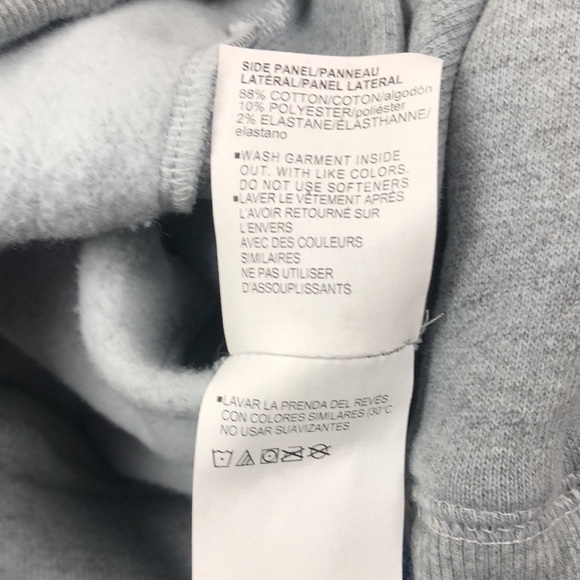 SIDE PANEL/PANNEAU
LATÉRAL/PANEL LATERAL
88% COTTON/COTON/algodón
10% POLYESTER/poliéster
2% ELASTANE/ÉLASTHANNE/
elastano
▪WASH GARMENT INSIDE
OUT. WITH LIKE COLORS.
DO NOT USE SOFTENERS
▪LAVER LE VÊTEMENT APRÈS
L'AVOIR RETOURNÉ SUR
L'ENVERS
AVEC DES COULEURS
SIMILAIRES
NE PAS UTILISER
D'ASSOUPLISSANTS
▪LAVAR LA PRENDA DEL REVÉS
CON COLORES SIMILARES (30°C
NO USAR SUAVIZANTES